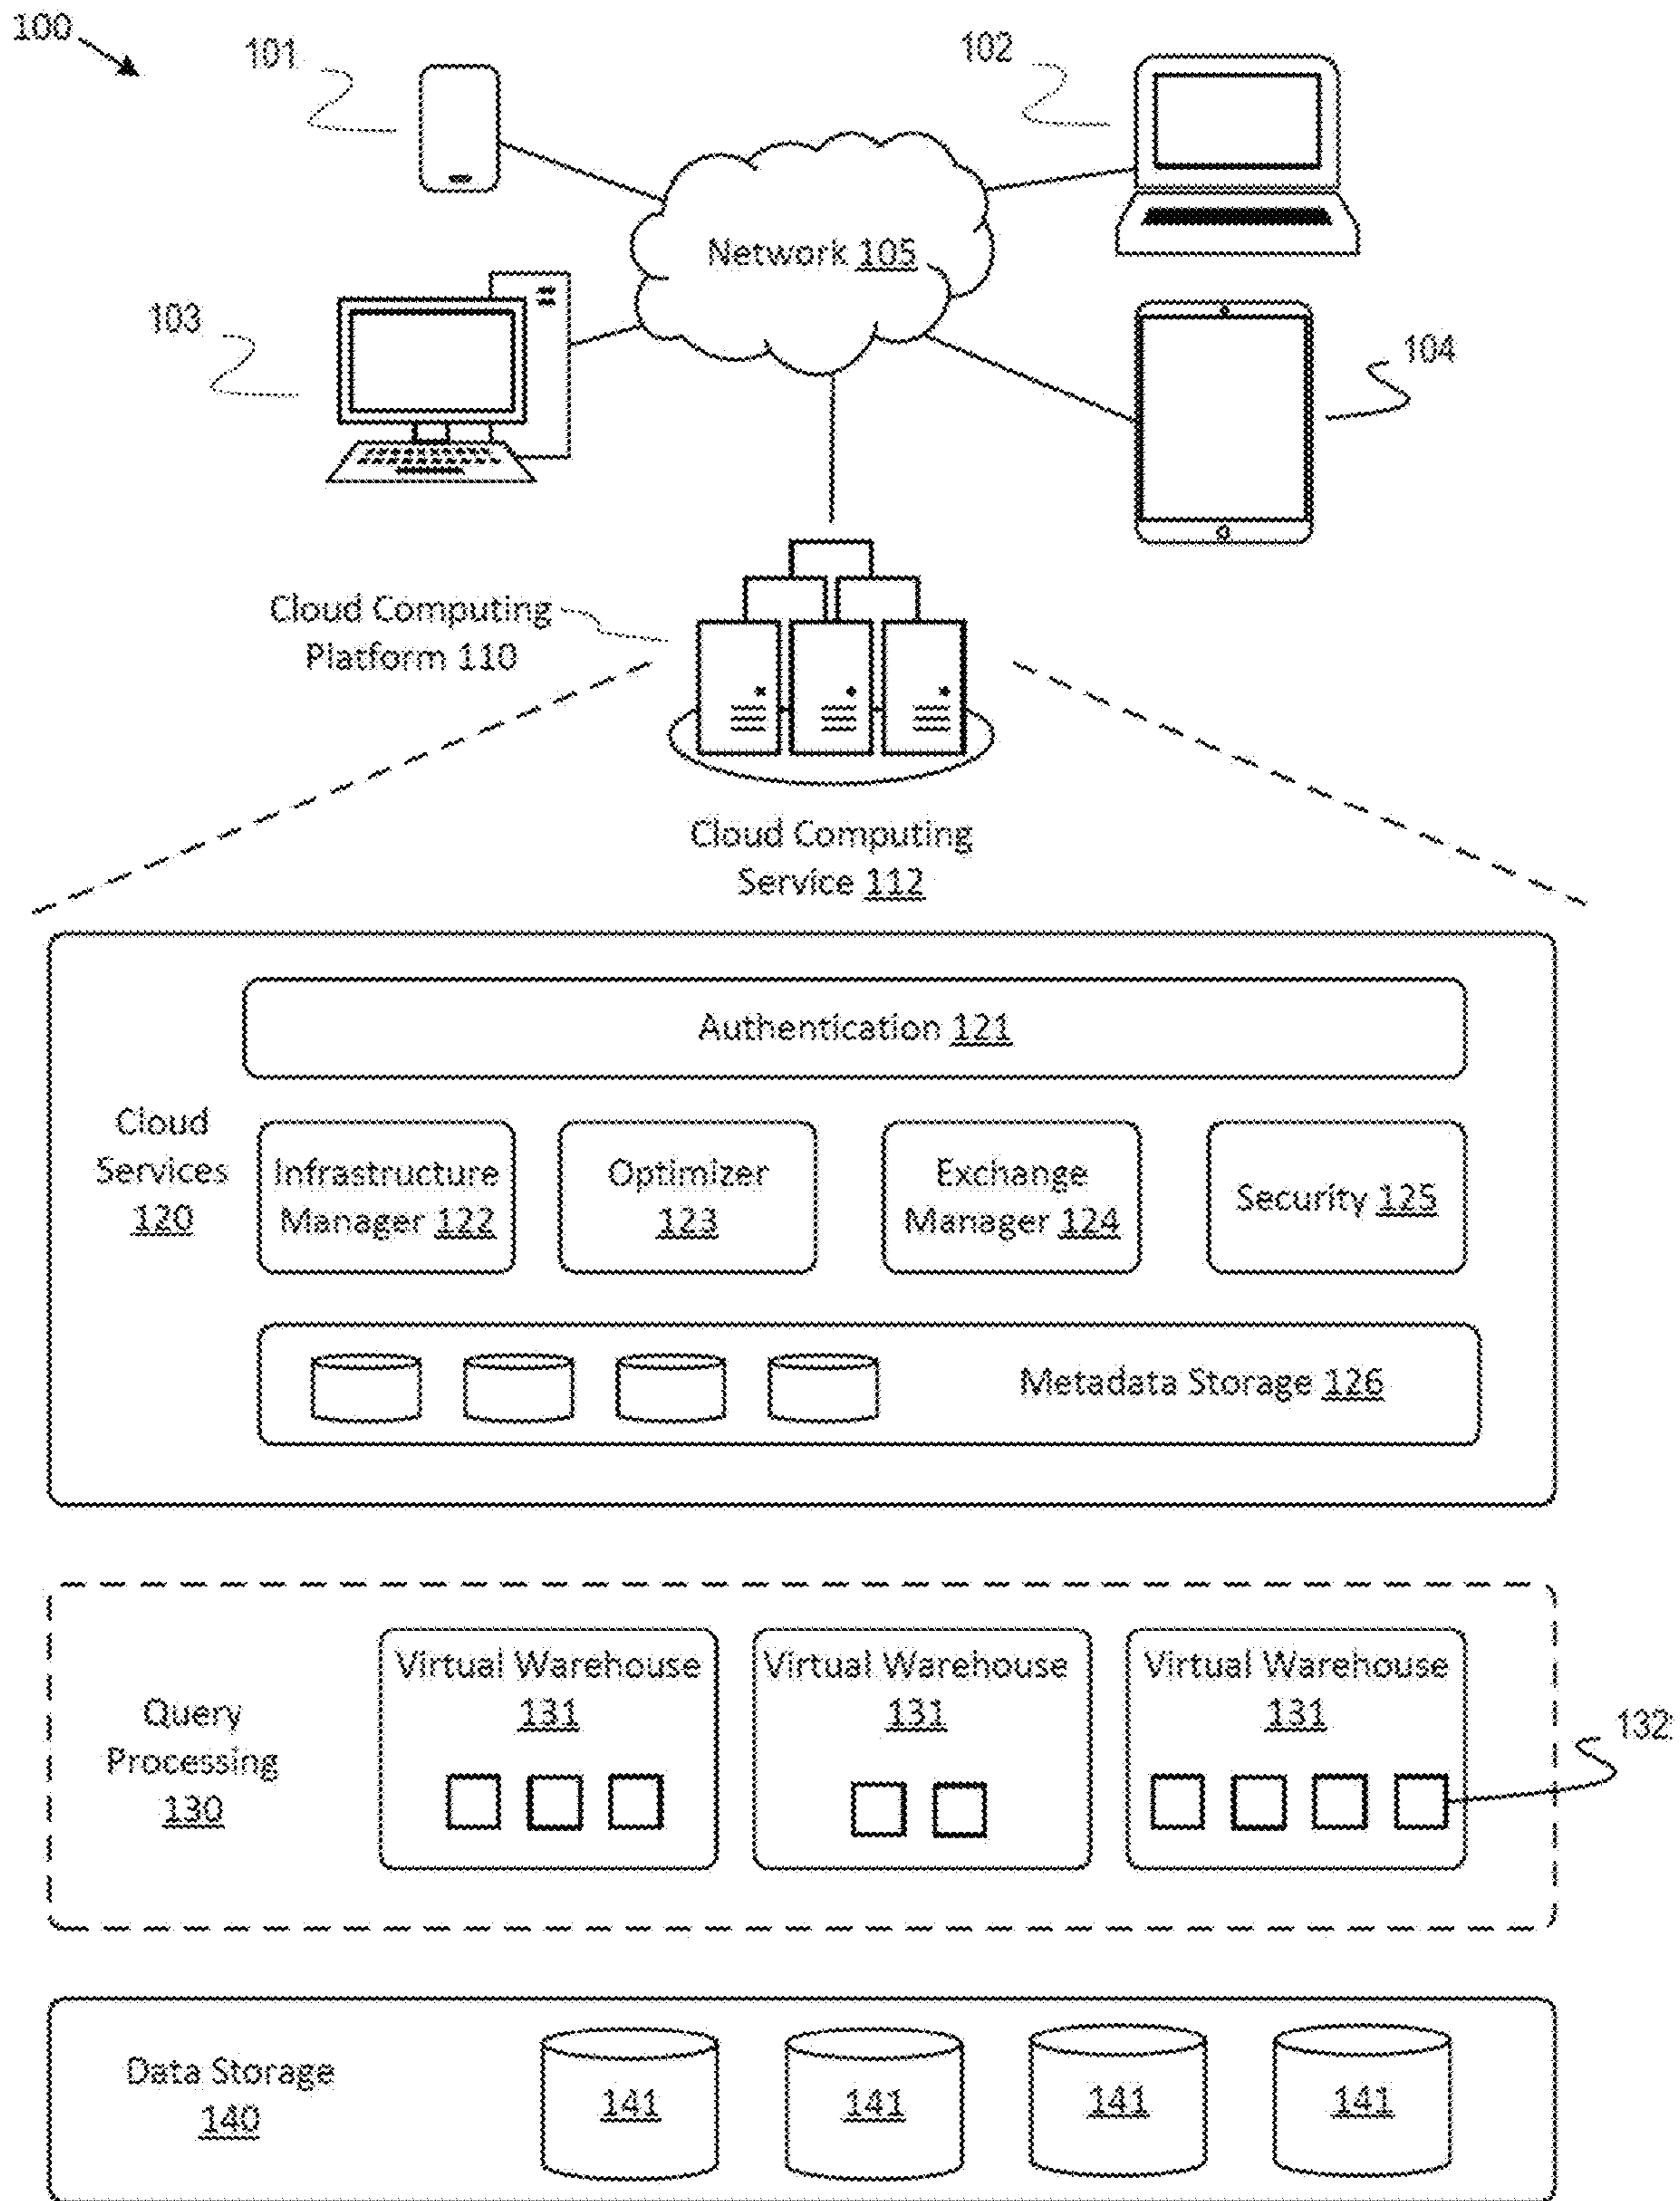 100
101
102
Network 105
103
104
Cloud Computing
Platform 110
Cloud Computing
Service 112
Authentication 121
Cloud
Services
120
Infrastructure
Manager 122
Optimizer
123
Exchange
Manager 124
Security 125
Metadata Storage 126
Query
Processing
130
Virtual Warehouse
131
Virtual Warehouse
131
Virtual Warehouse
131
132
Data Storage
140
141
141
141
141